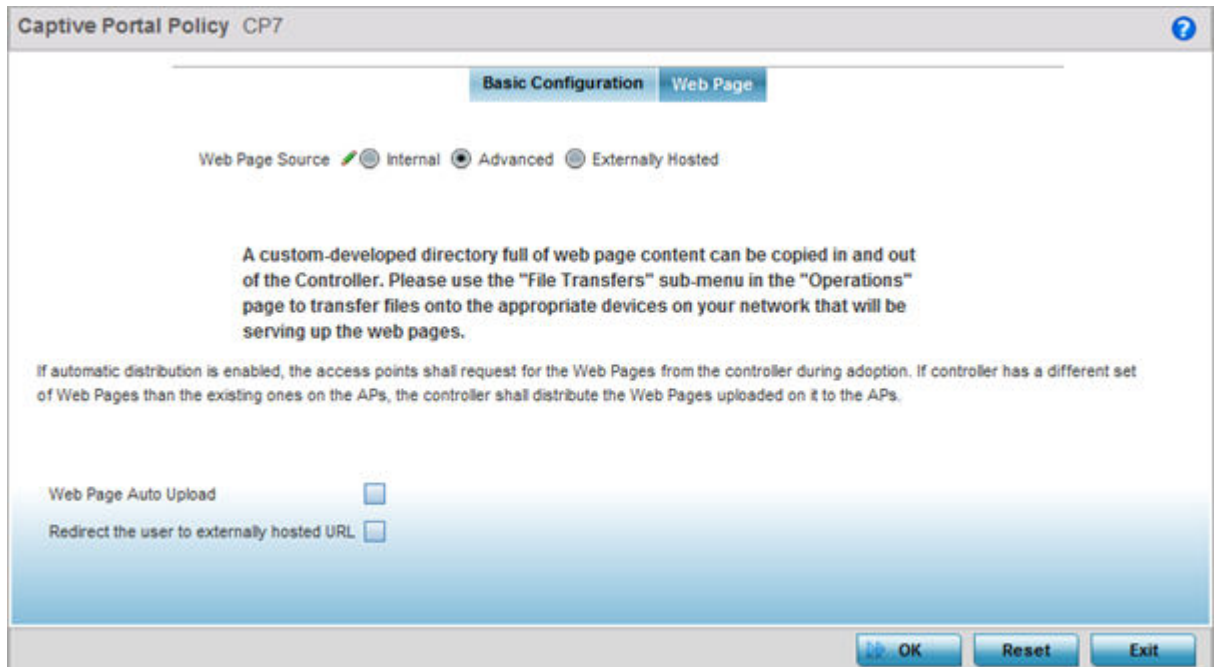 Captive Portal Policy CP7
?
Basic Configuration Web Page
Web Page Source Internal Advanced Externally Hosted
A custom-developed directory full of web page content can be copied in and out
of the Controller. Please use the "File Transfers" sub-menu in the "Operations"
page to transfer files onto the appropriate devices on your network that will be
serving up the web pages.
If automatic distribution is enabled, the access points shall request for the Web Pages from the controller during adoption. If controller has a different set
of Web Pages than the existing ones on the APs, the controller shall distribute the Web Pages uploaded on it to the APs.
Web Page Auto Upload
Redirect the user to externally hosted URL
OK Reset Exit